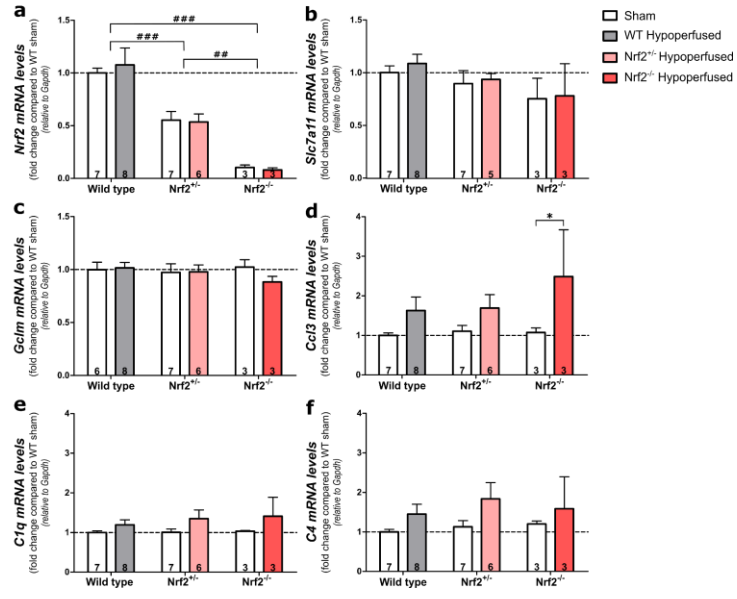 a
###
###
##
Nrf2 mRNA levels
(fold change compared to WT sham)
(relative to Gapdh)
1.5
1.0
0.5
0.0
7 8 7 6 3 3
Wild type Nrf2+/- Nrf2-/-
b
Slc7a11 mRNA levels
(fold change compared to WT sham)
(relative to Gapdh)
1.5
1.0
0.5
0.0
7 8 7 5 3 3
Wild type Nrf2+/- Nrf2-/-
Sham
WT Hypoperfused
Nrf2+/- Hypoperfused
Nrf2-/- Hypoperfused
c
Gclm mRNA levels
(fold change compared to WT sham)
(relative to Gapdh)
1.5
1.0
0.5
0.0
6 8 7 6 3 3
Wild type Nrf2+/- Nrf2-/-
d
*
Ccl3 mRNA levels
(fold change compared to WT sham)
(relative to Gapdh)
4
2
1
0
7 8 7 6 3 3
Wild type Nrf2+/- Nrf2-/-
e
C1q mRNA levels
(fold change compared to WT sham)
(relative to Gapdh)
4
2
1
0
7 8 7 6 3 3
Wild type Nrf2+/- Nrf2-/-
f
C4 mRNA levels
(fold change compared to WT sham)
(relative to Gapdh)
4
2
1
0
7 8 7 6 3 3
Wild type Nrf2+/- Nrf2-/-